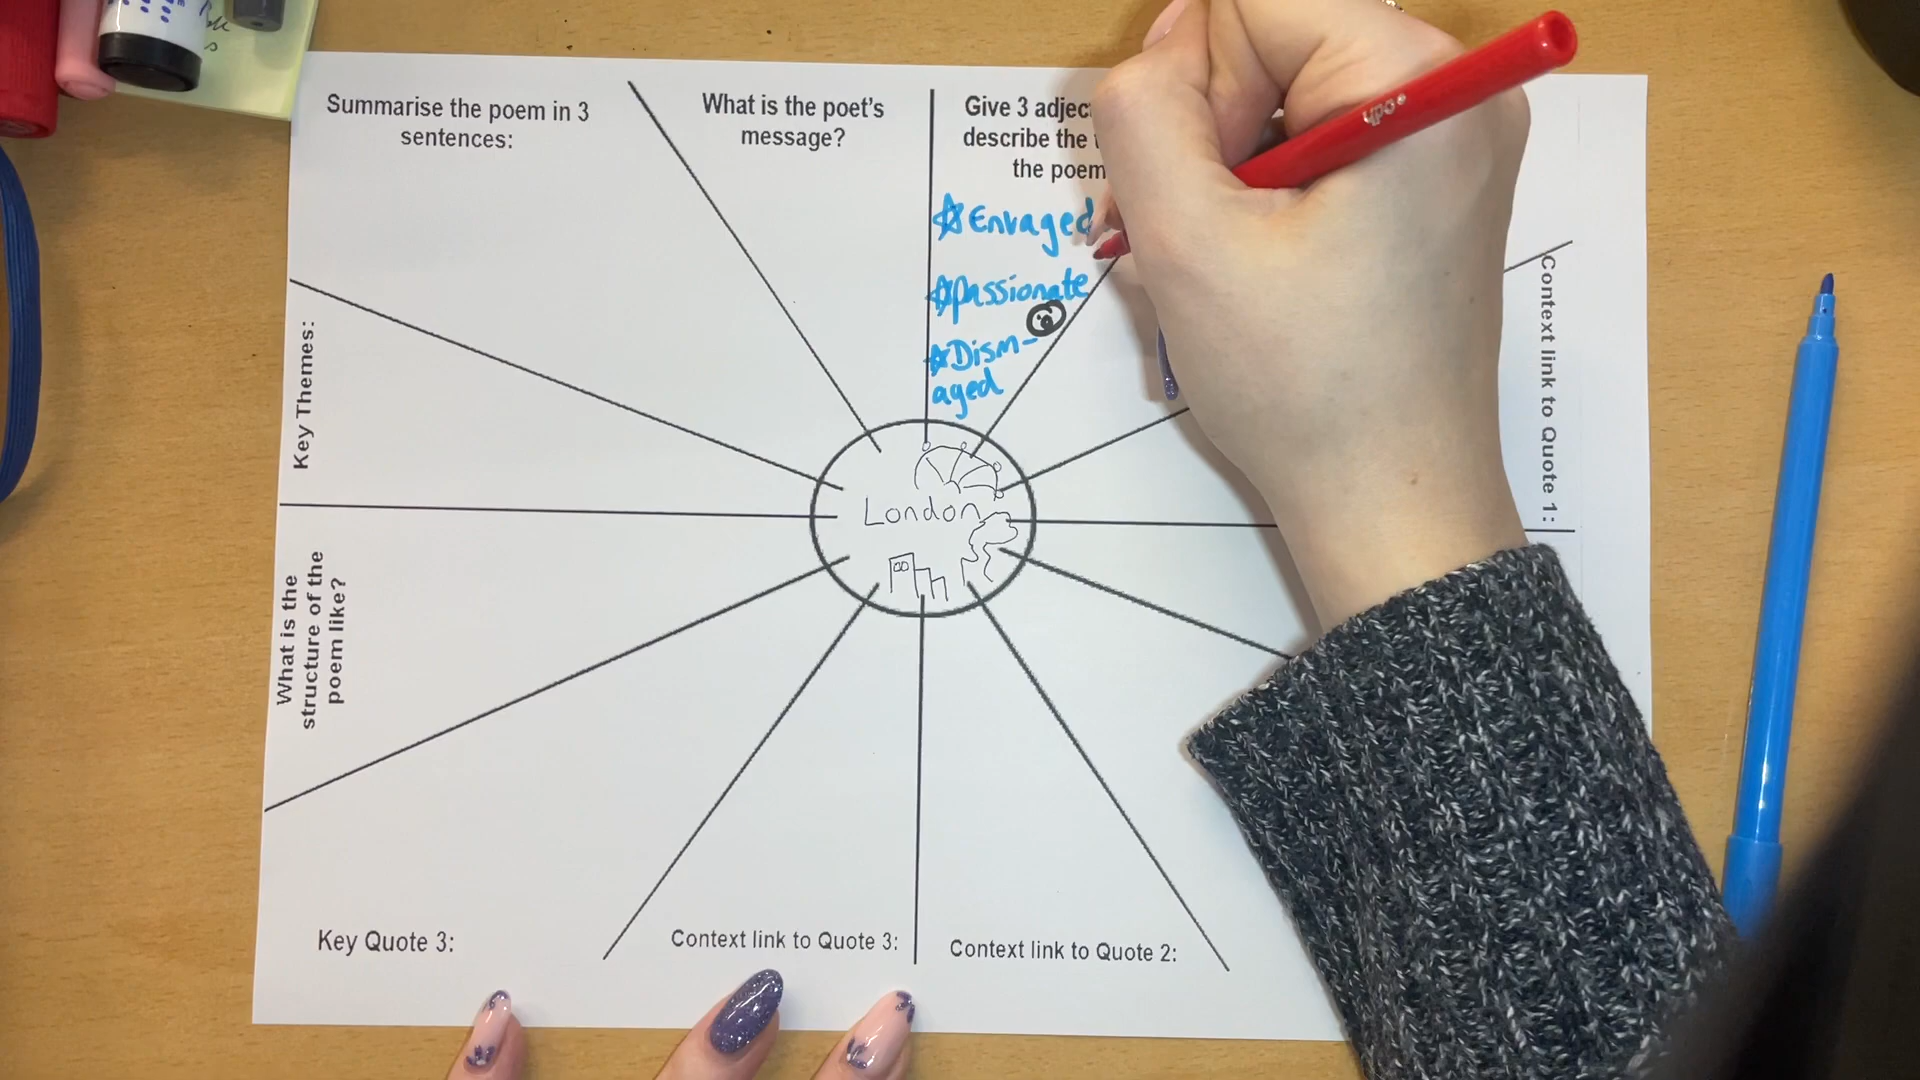 Summarise the poem in 3
sentences:
What is the poet's
message?
Give 3 adjec
describe the
the poem
☆Enraged
☆passionate
☆Dism-
aged
Key Themes:
Context link to Quote 1:
London
What is the
structure of the
poem like?
Key Quote 3:
Context link to Quote 3:
Context link to Quote 2: